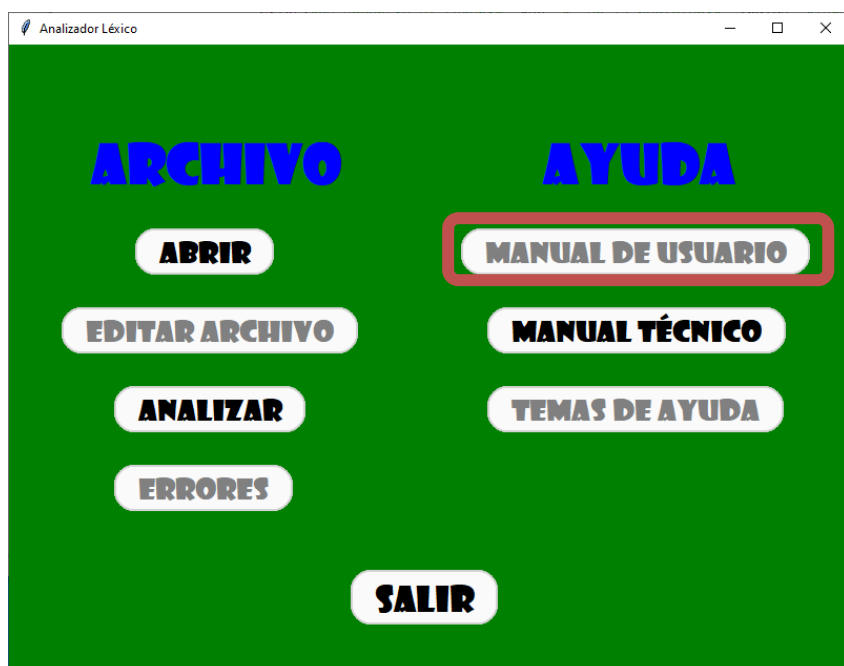 Analizador Léxico
ARCHIVO
AYUDA
ABRIR
MANUAL DE USUARIO
EDITAR ARCHIVO
MANUAL TÉCNICO
ANALIZAR
TEMAS DE AYUDA
ERRORES
SALIR